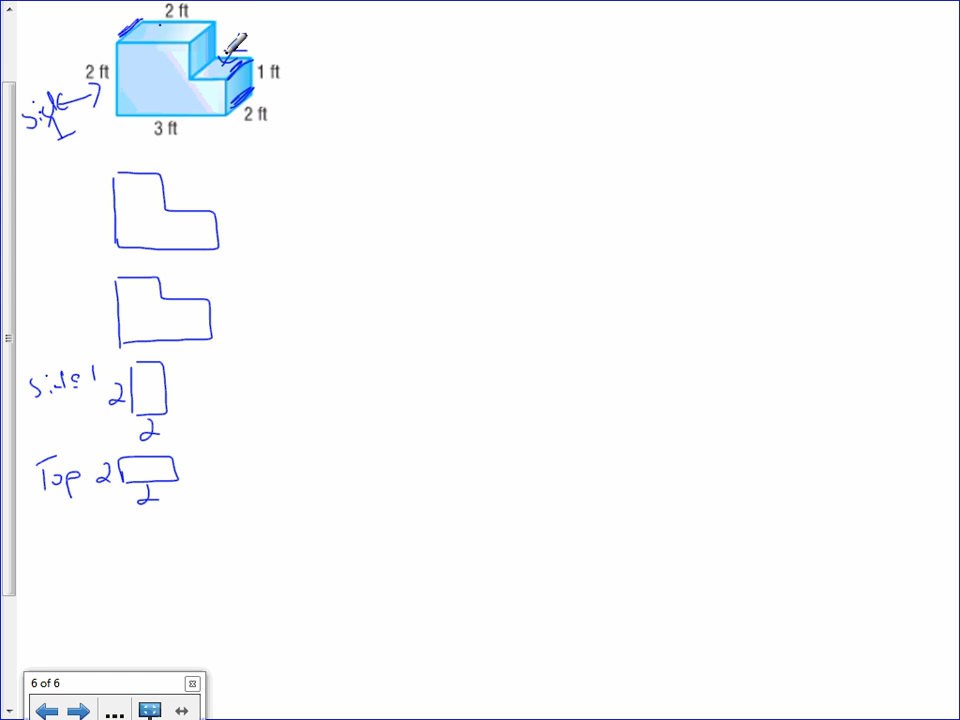 2 ft
2 ft
1 ft
2 ft
3 ft
Side
1
Side 1
2
2
Top 2
2
6 of 6